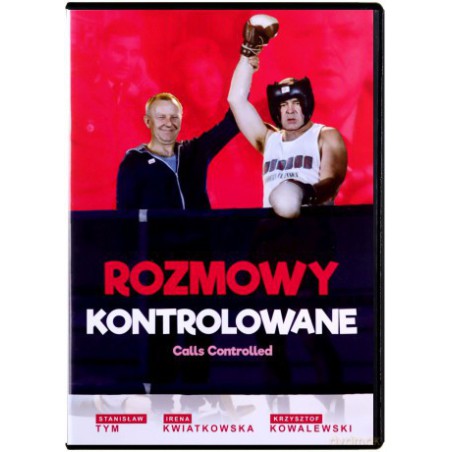 ROZMOWY
KONTROLOWANE
Calls Controlled
STANISŁAW
TYM
IRENA
KWIATKOWSKA
KRZYSZTOF
KOWALEWSKI